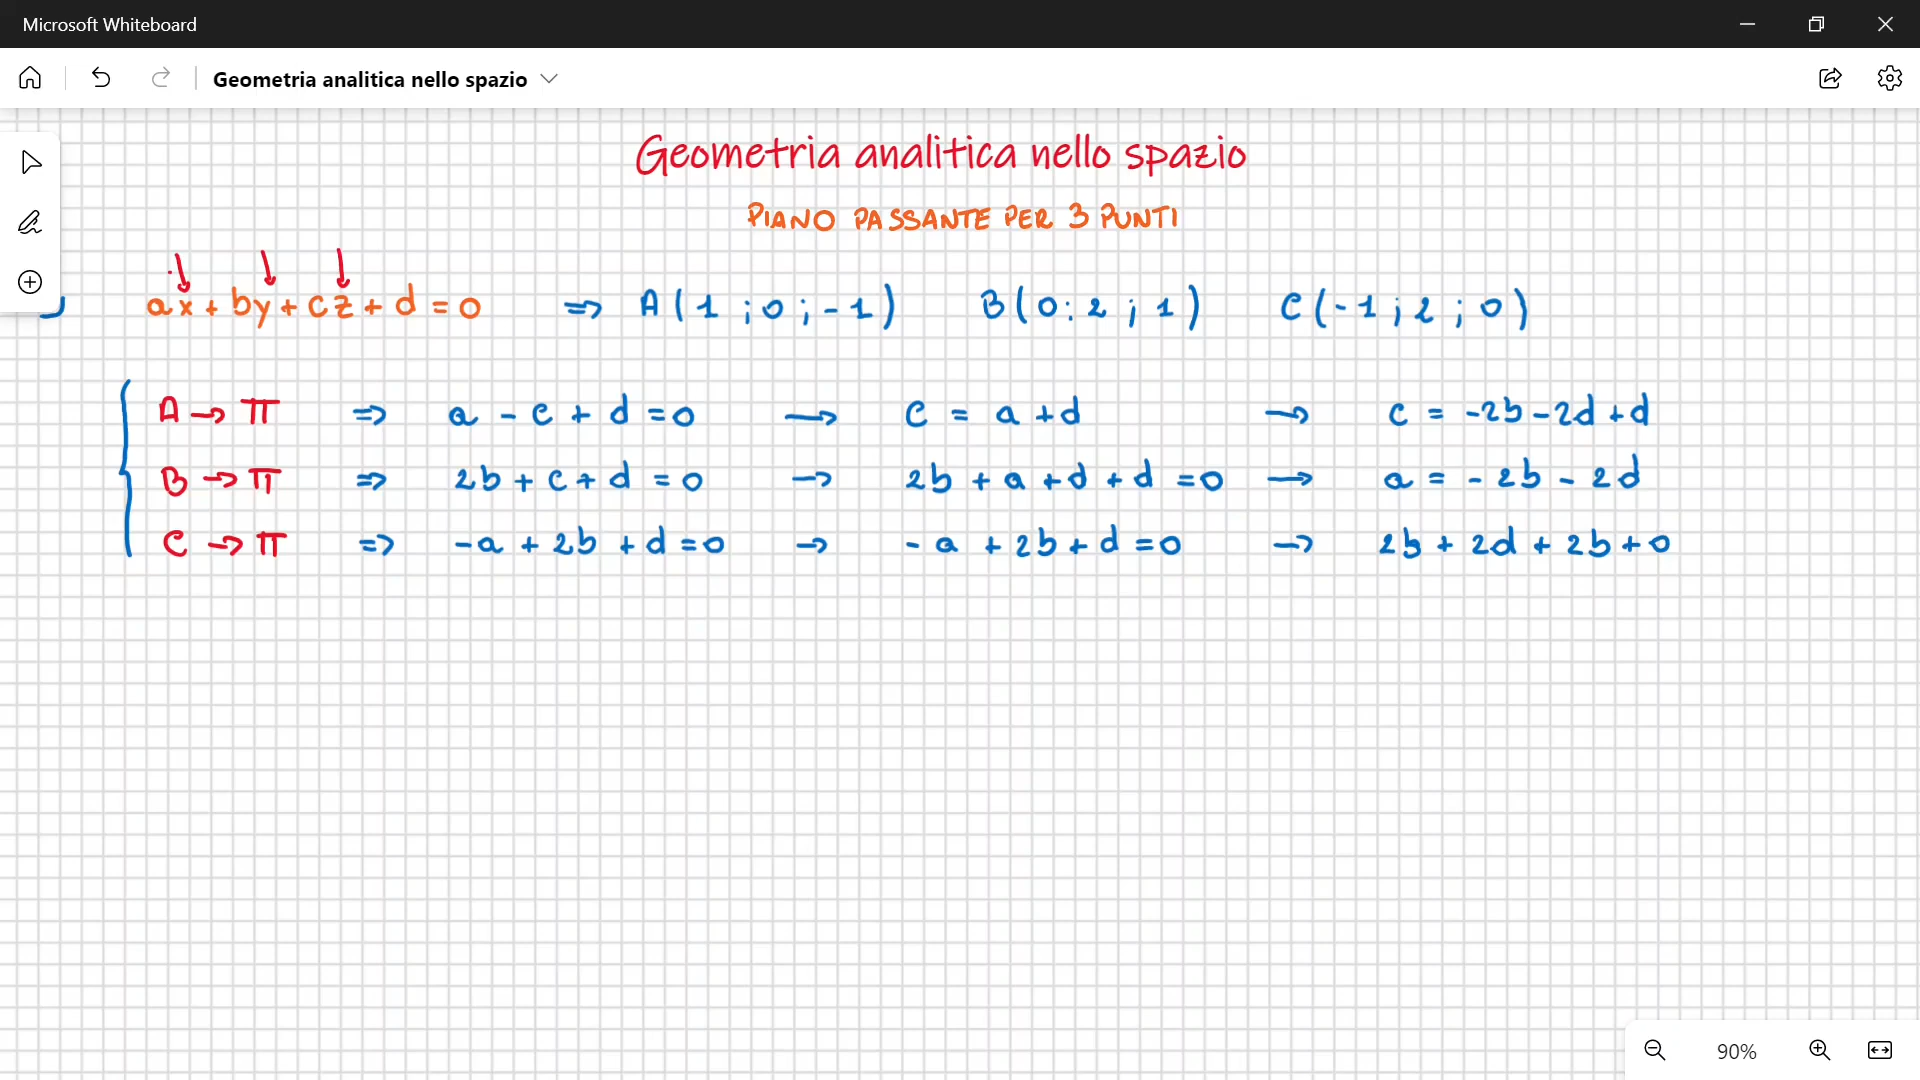 Microsoft Whiteboard
Geometria analitica nello spazio
Geometria analitica nello spazio
PIANO PASSANTE PER 3 PUNTI
ax + by + cz + d = 0 => A(1 ; 0 ; -1) B(0 : 2 ; 1) C(-1 ; 2 ; 0)
A → π => a - c + d = 0 → c = a + d → c = -2b - 2d + d
B → π => 2b + c + d = 0 → 2b + a + d + d = 0 → a = -2b - 2d
C → π => -a + 2b + d = 0 → -a + 2b + d = 0 → 2b + 2d + 2b + 0
90%